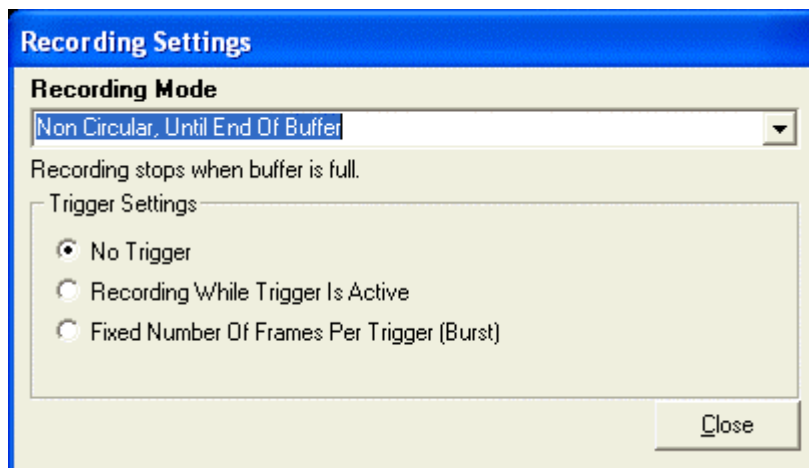 Recording Settings
Recording Mode
Non Circular, Until End Of Buffer
Recording stops when buffer is full.
Trigger Settings
No Trigger
Recording While Trigger Is Active
Fixed Number Of Frames Per Trigger (Burst)
Close